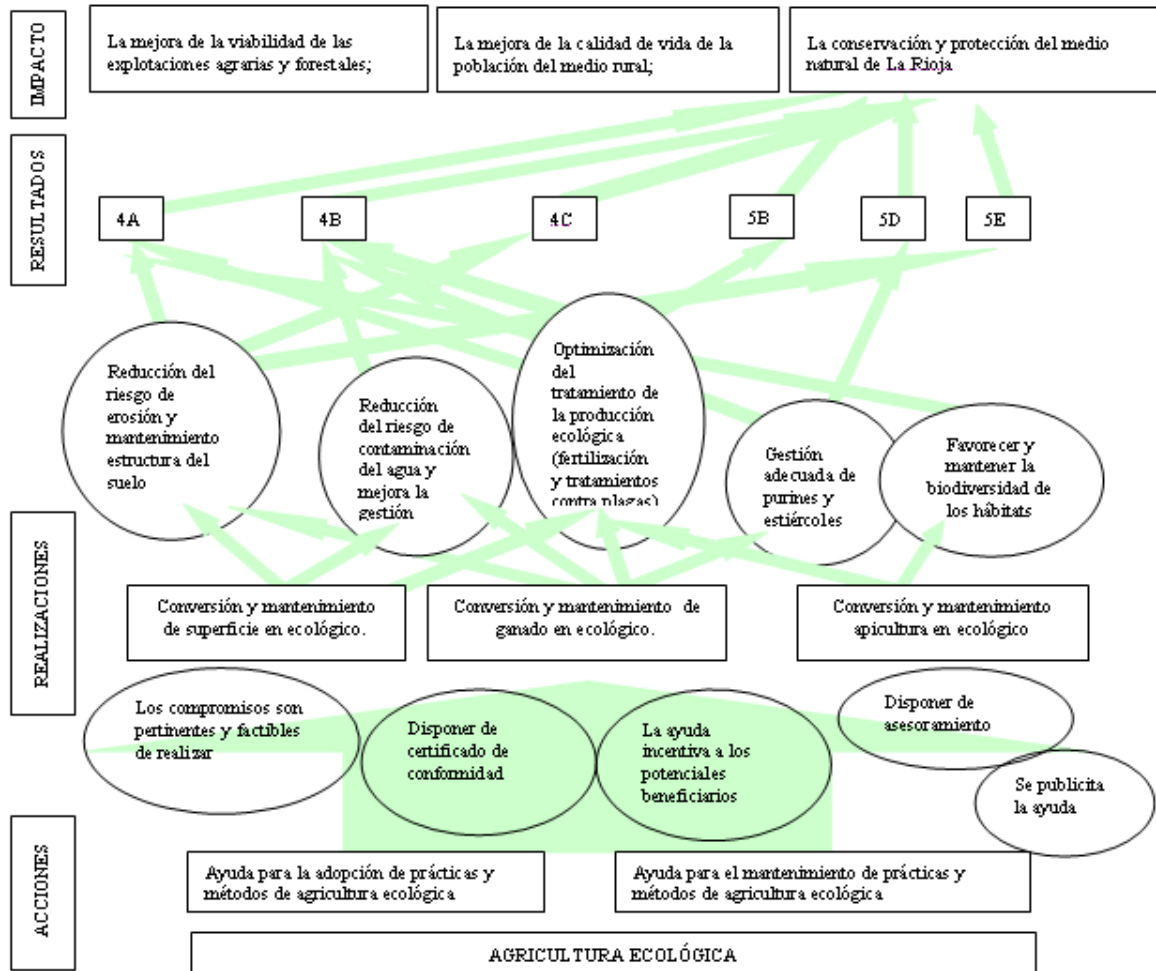 IMPACTO
La mejora de la viabilidad de las
explotaciones agrarias y forestales;
La mejora de la calidad de vida de la
población del medio rural;
La conservación y protección del medio
natural de La Rioja
RESULTADOS
4A
4B
4C
5B
5D
5E
Reducción del
riesgo de
erosión y
mantenimiento
estructura del
suelo
Reducción
del riesgo de
contaminación
del agua y
mejora la
gestión
Optimización
del
tratamiento de
la producción
ecológica
(fertilización
y tratamientos
contra plagas)
Gestión
adecuada de
purines y
estiércoles
Favorecer y
mantener la
biodiversidad de
los hábitats
REALIZACIONES
Conversión y mantenimiento
de superficie en ecológico.
Conversión y mantenimiento de
ganado en ecológico.
Conversión y mantenimiento
apicultura en ecológico
Los compromisos son
pertinentes y factibles
de realizar
Disponer de
certificado de
conformidad
La ayuda
incentiva a los
potenciales
beneficiarios
Disponer de
asesoramiento
Se publicita
la ayuda
ACCIONES
Ayuda para la adopción de prácticas y
métodos de agricultura ecológica
Ayuda para el mantenimiento de prácticas y
métodos de agricultura ecológica
AGRICULTURA ECOLÓGICA